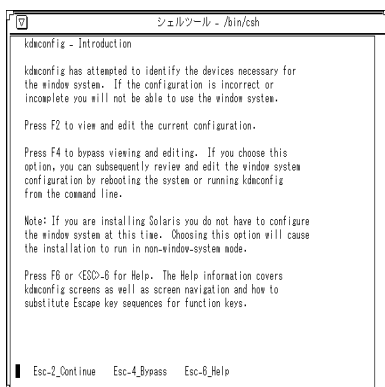 シェルツール - /bin/csh
kdmconfig - Introduction
kdmconfig has attempted to identify the devices necessary for
the window system.  If the configuration is incorrect or
incomplete you will not be able to use the window system.
Press F2 to view and edit the current configuration.
Press F4 to bypass viewing and editing.  If you choose this
option, you can subsequently review and edit the window system
configuration by rebooting the system or running kdmconfig
from the command line.
Note: If you are installing Solaris you do not have to configure
the window system at this time.  Choosing this option will cause
the installation to run in non-window-system mode.
Press F6 or <ESC>-6 for Help.  The Help information covers
kdmconfig screens as well as screen navigation and how to
substitute Escape key sequences for function keys.
Esc-2_Continue    Esc-4_Bypass    Esc-6_Help